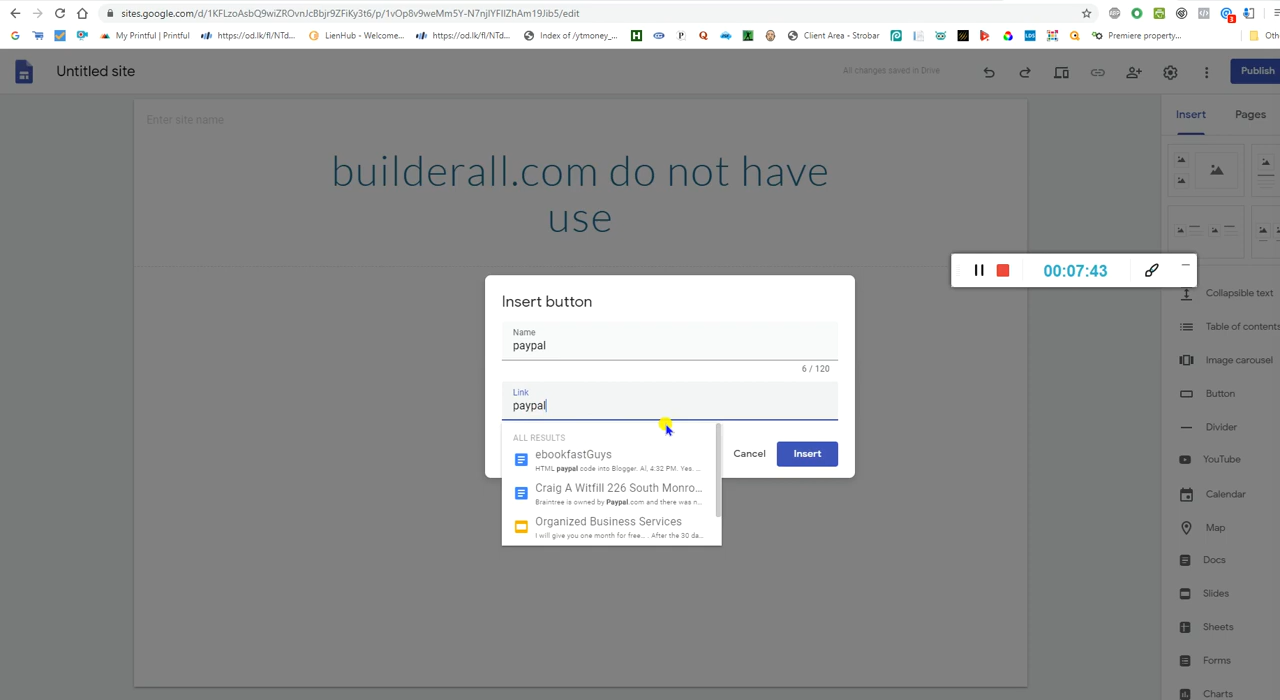 sites.google.com/d/1KFLzoAsbQ9wiZROvnJcBbjr9ZFiKy3t6/p/1vOp8v9weMm5Y-N7njIYFIlZhAm19Jib5/edit
My Printful | Printful
https://od.lk/fl/NTd...
LienHub - Welcome...
https://od.lk/fl/NTd...
Index of /ytmoney_...
Client Area - Strobar
Premiere property...
Oth
Untitled site
All changes saved in Drive
Publish
Enter site name
Insert
Pages
builderall.com do not have
use
00:07:43
Insert button
Name
paypal
6 / 120
Link
paypal
ALL RESULTS
ebookfastGuys
HTML paypal code into Blogger. Al, 4:32 PM. Yes....
Craig A Witfill 226 South Monro...
Braintree is owned by Paypal.com and there was n...
Organized Business Services
I will give you one month for free.... After the 30 da...
Cancel
Insert
Collapsible text
Table of contents
Image carousel
Button
Divider
YouTube
Calendar
Map
Docs
Slides
Sheets
Forms
Charts